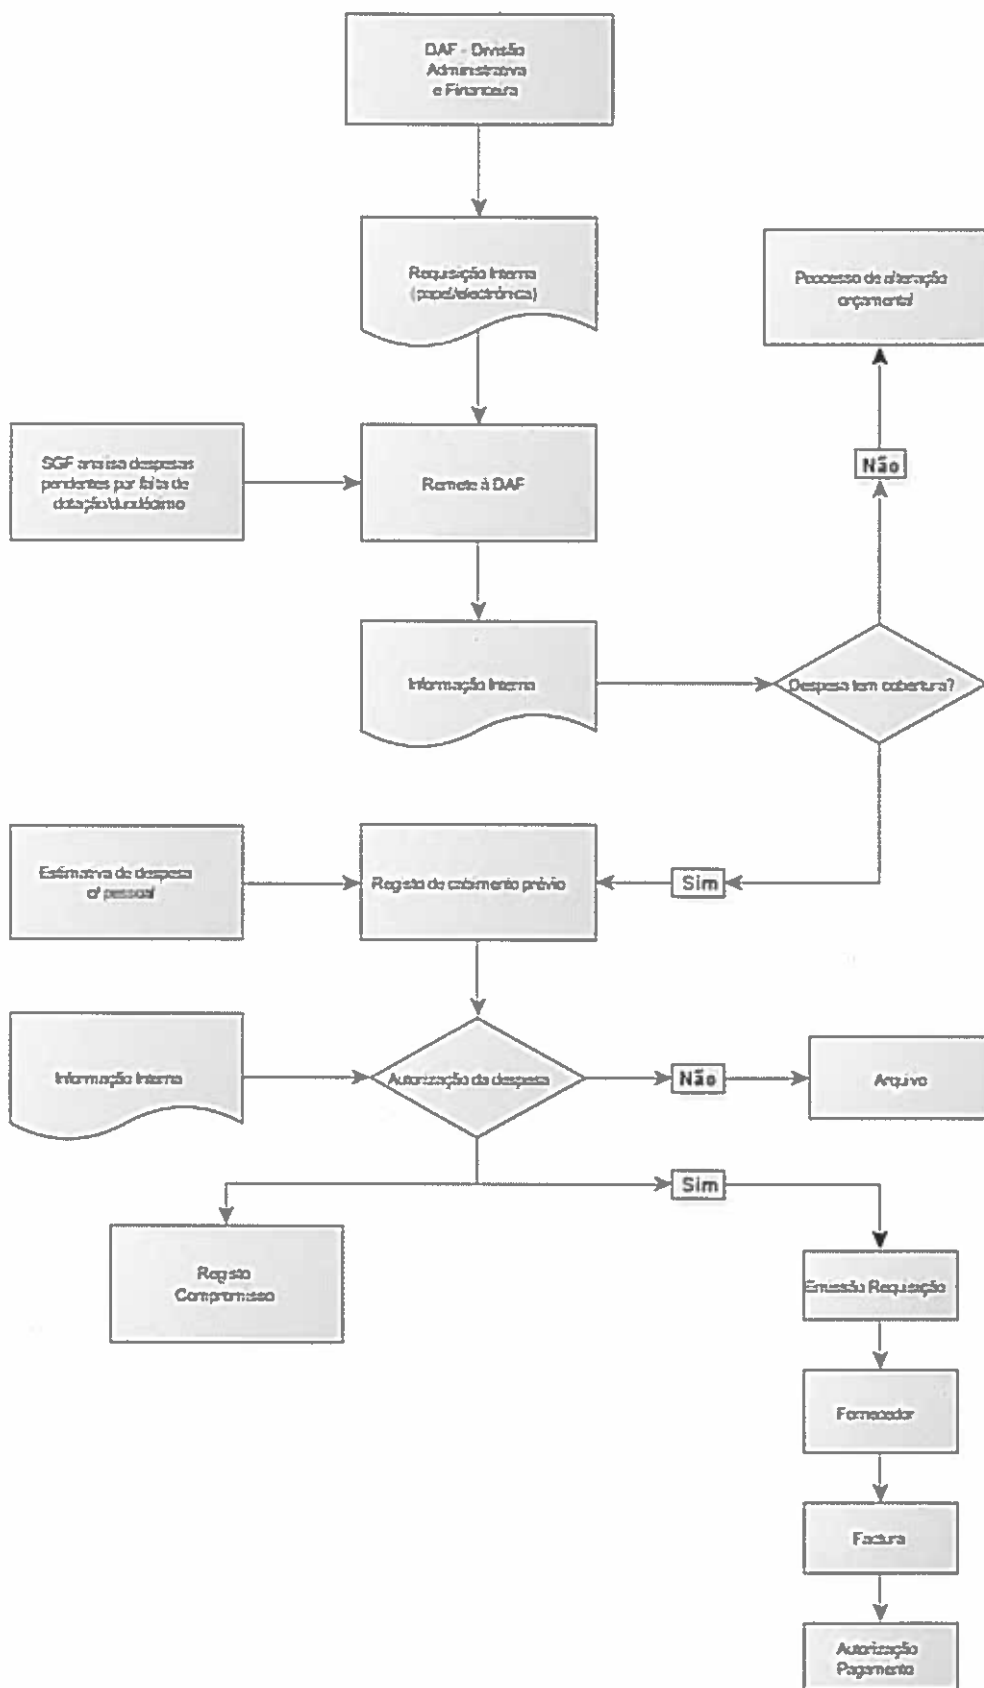 DAF - Divisão
Administrativa
e Financeira
Requisição Interna
(papel/electrónica)
Processo de alteração
orçamental
SGF analisa despesas
pendentes por falta de
dotação/duodécimo
Remete à DAF
Não
Informação Interna
Despesa tem cobertura?
Estimativa de despesa
c/ pessoal
Registo de cabimento prévio
Sim
Informação Interna
Autorização da despesa
Não
Arquivo
Sim
Registo
Compromisso
Emissão Requisição
Fornecedor
Factura
Autorização
Pagamento